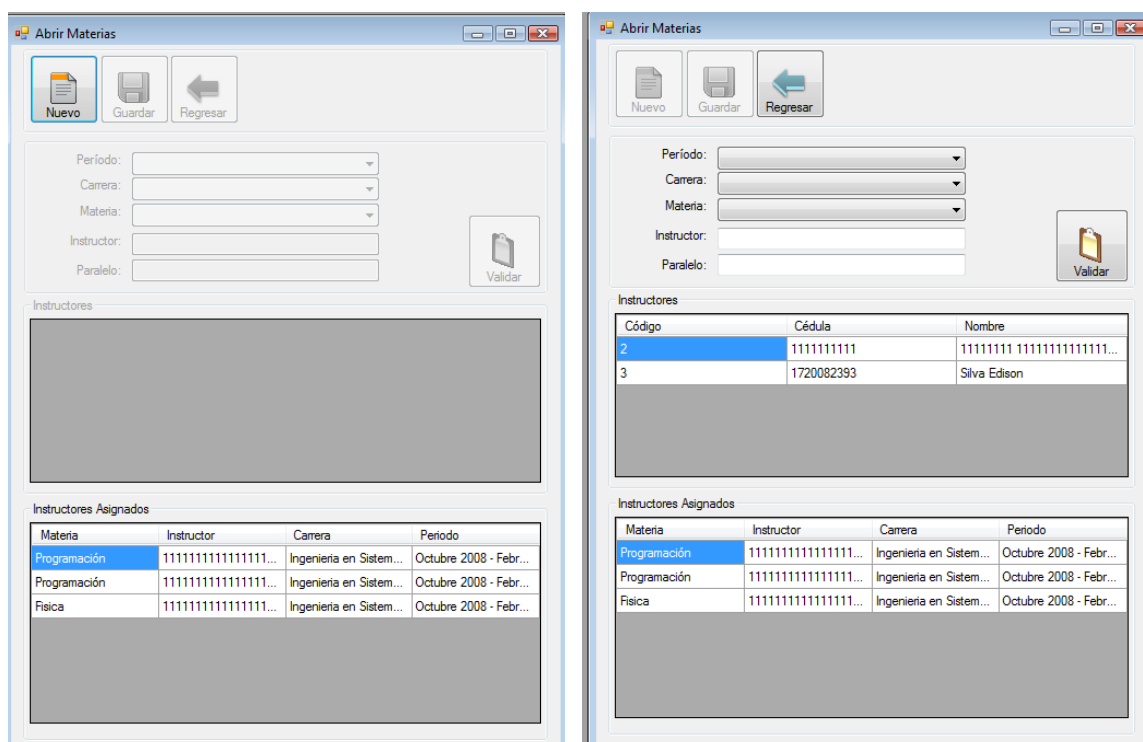 Abrir Materias
Nuevo Guardar Regresar
Período:
Carrera:
Materia:
Instructor:
Paralelo:
Validar
Instructores
Instructores Asignados
Materia Instructor Carrera Periodo
Programación 1111111111111111... Ingenieria en Sistem... Octubre 2008 - Febr...
Programación 1111111111111111... Ingenieria en Sistem... Octubre 2008 - Febr...
Fisica 1111111111111111... Ingenieria en Sistem... Octubre 2008 - Febr...
Abrir Materias
Nuevo Guardar Regresar
Período:
Carrera:
Materia:
Instructor:
Paralelo:
Validar
Instructores
Código Cédula Nombre
2 1111111111 11111111 11111111111111...
3 1720082393 Silva Edison
Instructores Asignados
Materia Instructor Carrera Periodo
Programación 1111111111111111... Ingenieria en Sistem... Octubre 2008 - Febr...
Programación 1111111111111111... Ingenieria en Sistem... Octubre 2008 - Febr...
Fisica 1111111111111111... Ingenieria en Sistem... Octubre 2008 - Febr...